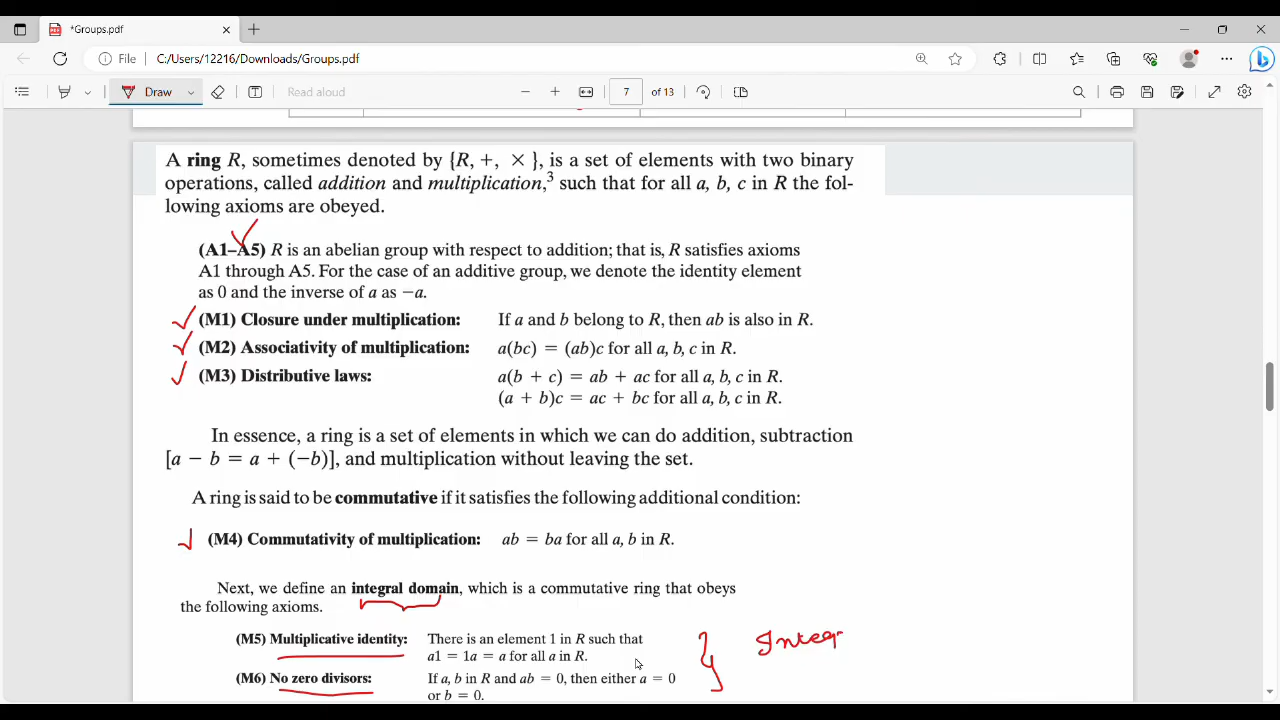 *Groups.pdf
File C:/Users/12216/Downloads/Groups.pdf
Draw Read aloud 7 of 13
A ring R, sometimes denoted by {R, +, × }, is a set of elements with two binary
operations, called addition and multiplication,³ such that for all a, b, c in R the fol-
lowing axioms are obeyed.
(A1–A5) R is an abelian group with respect to addition; that is, R satisfies axioms
A1 through A5. For the case of an additive group, we denote the identity element
as 0 and the inverse of a as −a.
(M1) Closure under multiplication: If a and b belong to R, then ab is also in R.
(M2) Associativity of multiplication: a(bc) = (ab)c for all a, b, c in R.
(M3) Distributive laws: a(b + c) = ab + ac for all a, b, c in R.
(a + b)c = ac + bc for all a, b, c in R.
In essence, a ring is a set of elements in which we can do addition, subtraction
[a − b = a + (−b)], and multiplication without leaving the set.
A ring is said to be commutative if it satisfies the following additional condition:
(M4) Commutativity of multiplication: ab = ba for all a, b in R.
Next, we define an integral domain, which is a commutative ring that obeys
the following axioms.
(M5) Multiplicative identity: There is an element 1 in R such that
a1 = 1a = a for all a in R.
Integ
(M6) No zero divisors: If a, b in R and ab = 0, then either a = 0
or b = 0.